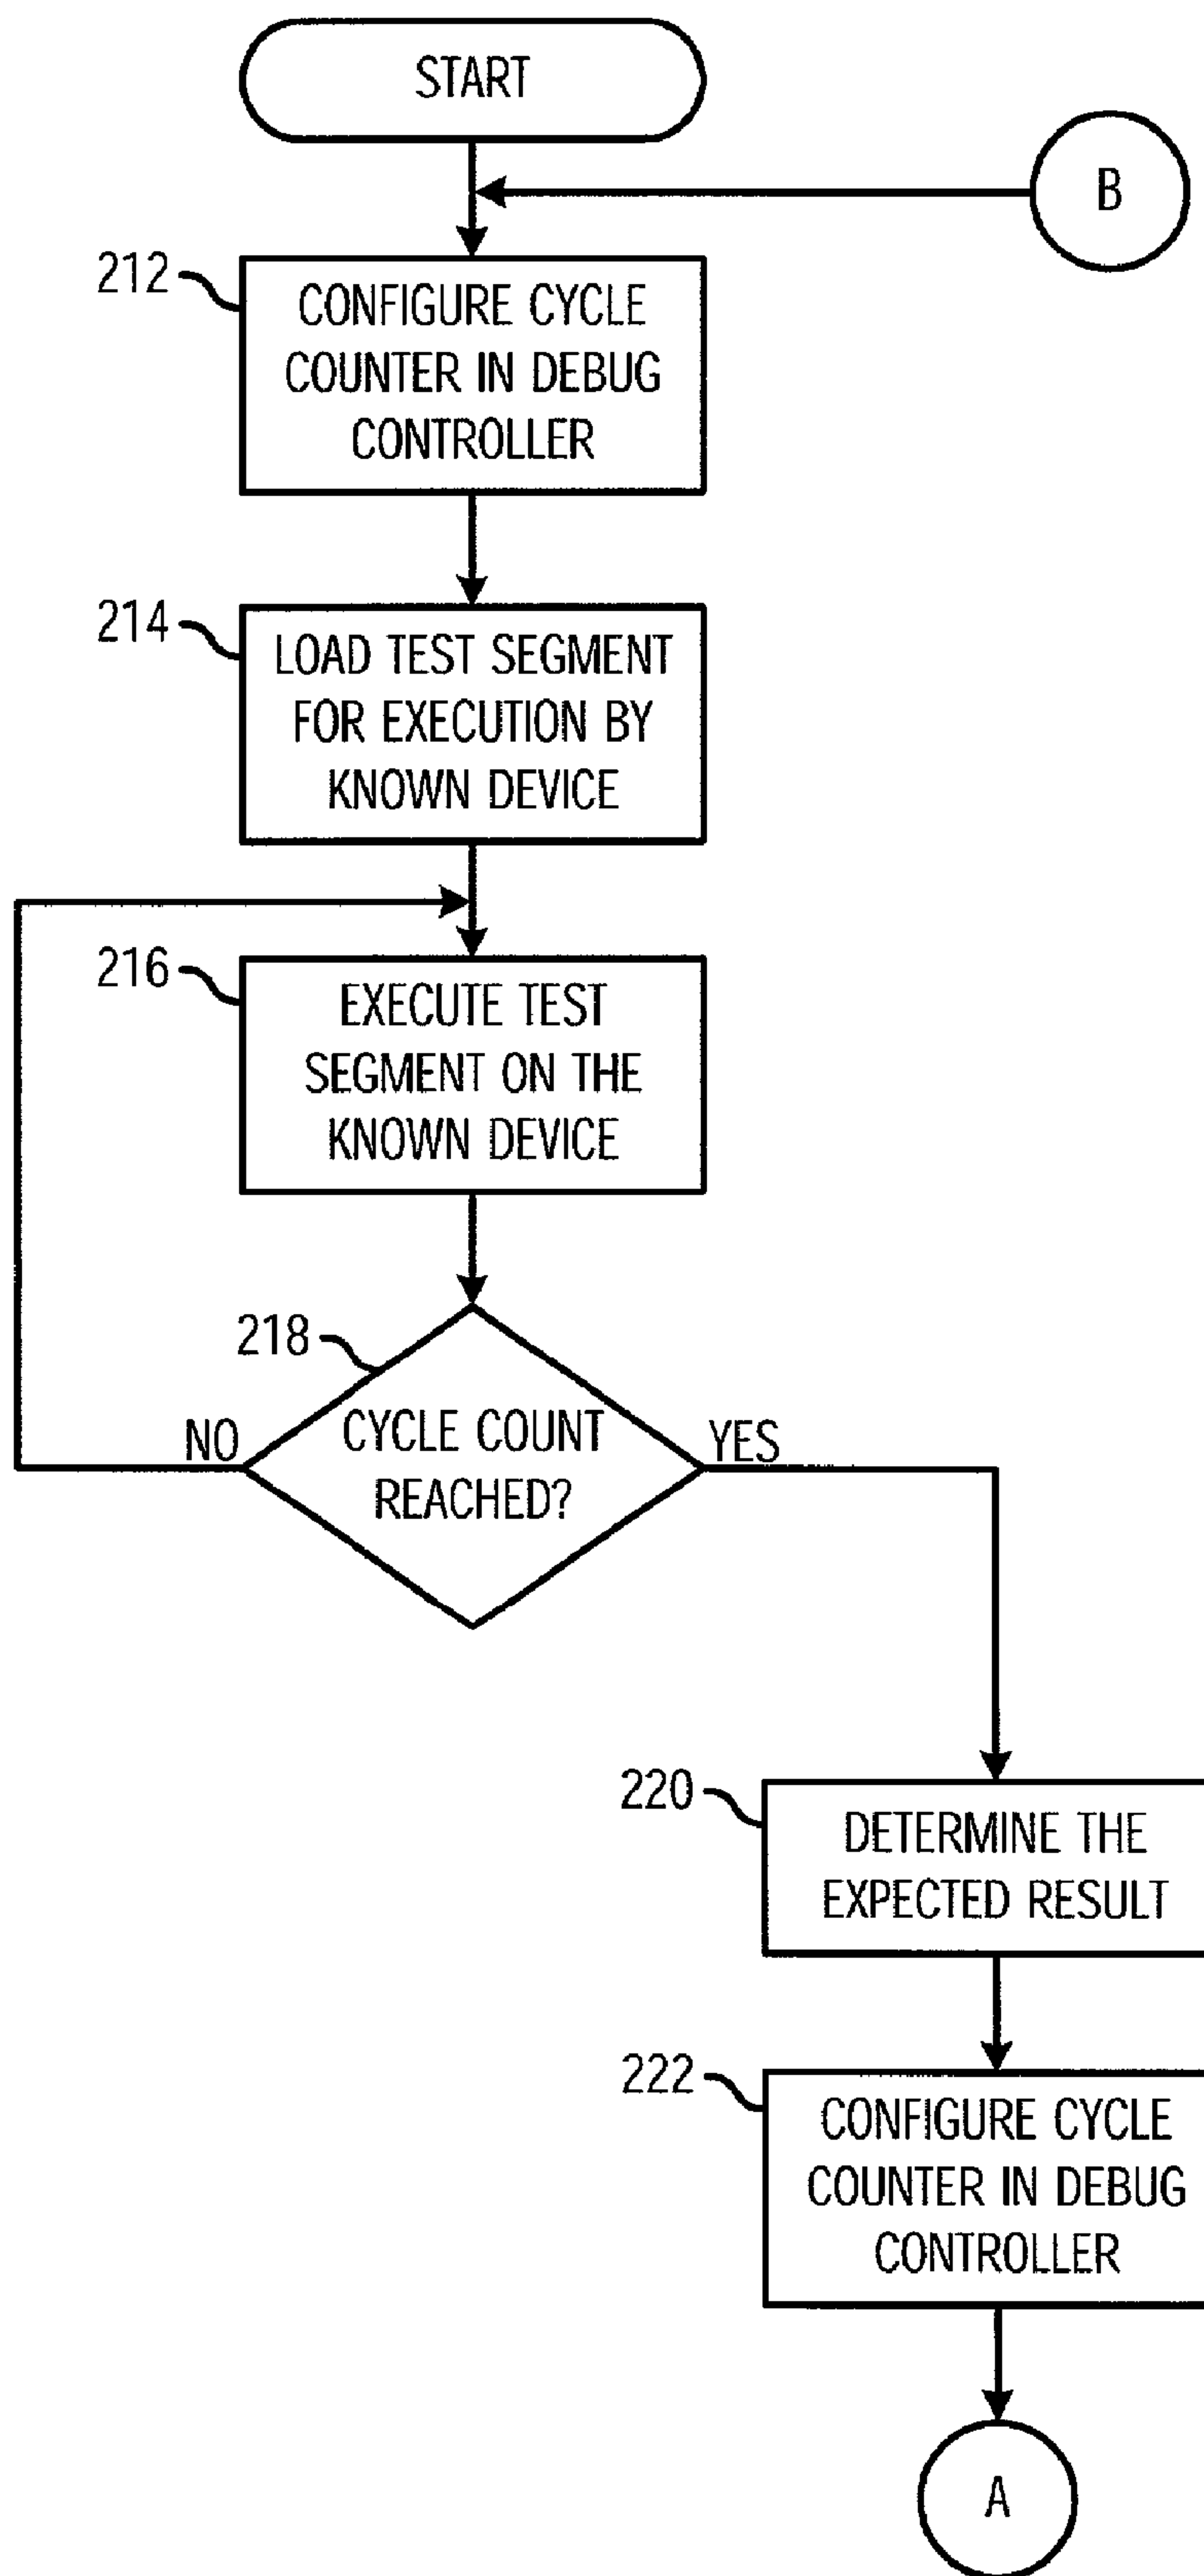 START
B
212
CONFIGURE CYCLE
COUNTER IN DEBUG
CONTROLLER
214
LOAD TEST SEGMENT
FOR EXECUTION BY
KNOWN DEVICE
216
EXECUTE TEST
SEGMENT ON THE
KNOWN DEVICE
218
NO
CYCLE COUNT
REACHED?
YES
220
DETERMINE THE
EXPECTED RESULT
222
CONFIGURE CYCLE
COUNTER IN DEBUG
CONTROLLER
A